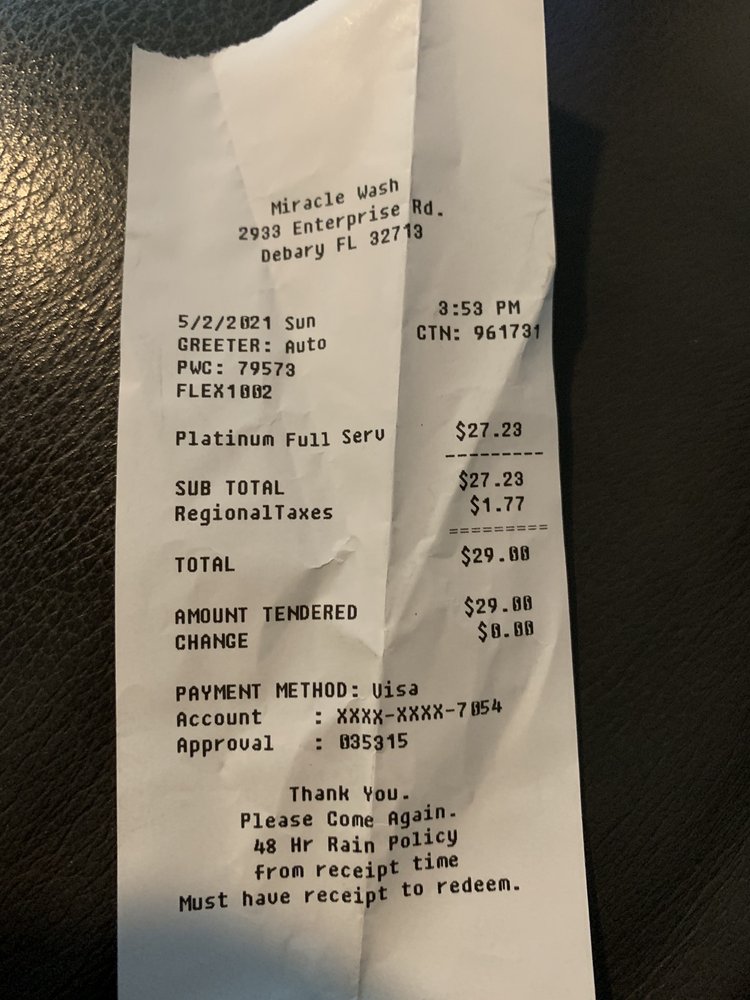 Miracle Wash
2933 Enterprise Rd.
Debary FL 32713
5/2/2021 Sun 3:53 PM
GREETER: Auto CTN: 961731
PWC: 79573
FLEX1002
Platinum Full Serv $27.23
---------
SUB TOTAL $27.23
RegionalTaxes $1.77
=========
TOTAL $29.00
AMOUNT TENDERED $29.00
CHANGE $0.00
PAYMENT METHOD: Visa
Account : XXXX-XXXX-7054
Approval : 035315
Thank You.
Please Come Again.
48 Hr Rain Policy
from receipt time
Must have receipt to redeem.